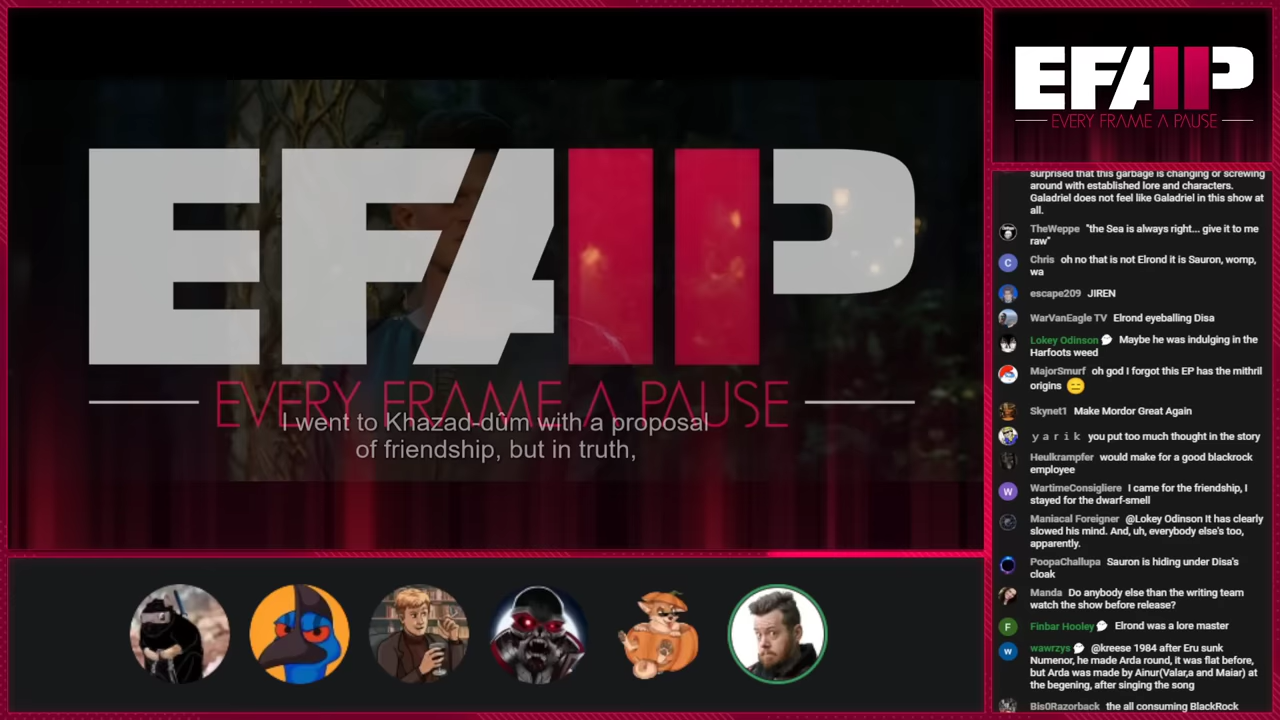 EFAP
EVERY FRAME A PAUSE
I went to Khazad-dûm with a proposal
of friendship, but in truth,
EFAP
EVERY FRAME A PAUSE
surprised that this garbage is changing or screwing
around with established lore and characters.
Galadriel does not feel like Galadriel in this show at
all.
TheWeppe "the Sea is always right... give it to me
raw"
C
Chris oh no that is not Elrond it is Sauron, womp,
wa
escape209 JIREN
WarVanEagle TV Elrond eyeballing Disa
Lokey Odinson Maybe he was indulging in the
Harfoots weed
MajorSmurf oh god I forgot this EP has the mithril
origins
Skynet1 Make Mordor Great Again
y a r i k you put too much thought in the story
Heulkrampfer would make for a good blackrock
employee
W
WartimeConsigliere I came for the friendship, I
stayed for the dwarf-smell
Maniacal Foreigner @Lokey Odinson It has clearly
slowed his mind. And, uh, everybody else's too,
apparently.
PoopaChallupa Sauron is hiding under Disa's
cloak
Manda Do anybody else than the writing team
watch the show before release?
F
Finbar Hooley Elrond was a lore master
w
wawrzys @kreese 1984 after Eru sunk
Numenor, he made Arda round, it was flat before,
but Arda was made by Ainur(Valar,a and Maiar) at
the begening, after singing the song
Bis0Razorback the all consuming BlackRock